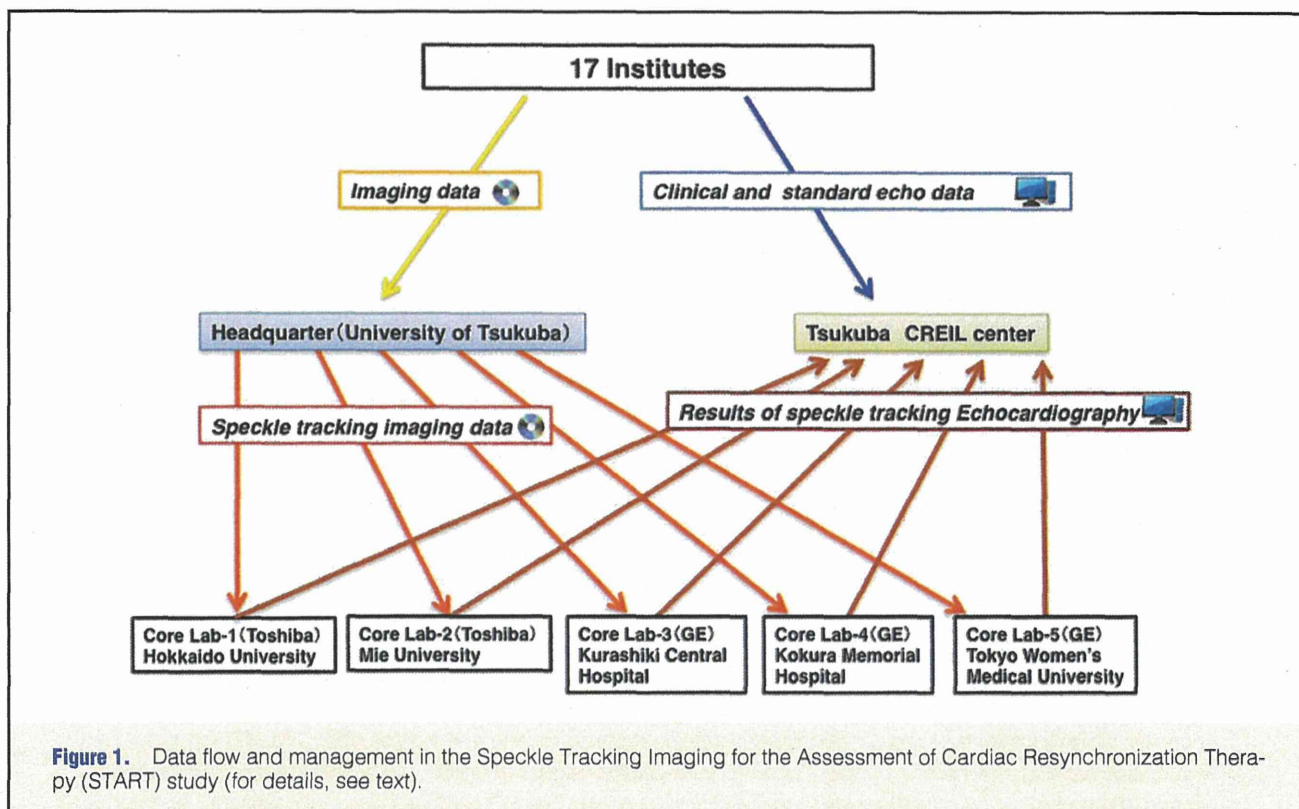 17 Institutes
Imaging data
Clinical and standard echo data
Headquarter(University of Tsukuba)
Tsukuba CREIL center
Speckle tracking imaging data
Results of speckle tracking Echocardiography
Core Lab-1(Toshiba)
Hokkaido University
Core Lab-2(Toshiba)
Mie University
Core Lab-3(GE)
Kurashiki Central
Hospital
Core Lab-4(GE)
Kokura Memorial
Hospital
Core Lab-5(GE)
Tokyo Women's
Medical University
Figure 1. Data flow and management in the Speckle Tracking Imaging for the Assessment of Cardiac Resynchronization Thera-
py (START) study (for details, see text).